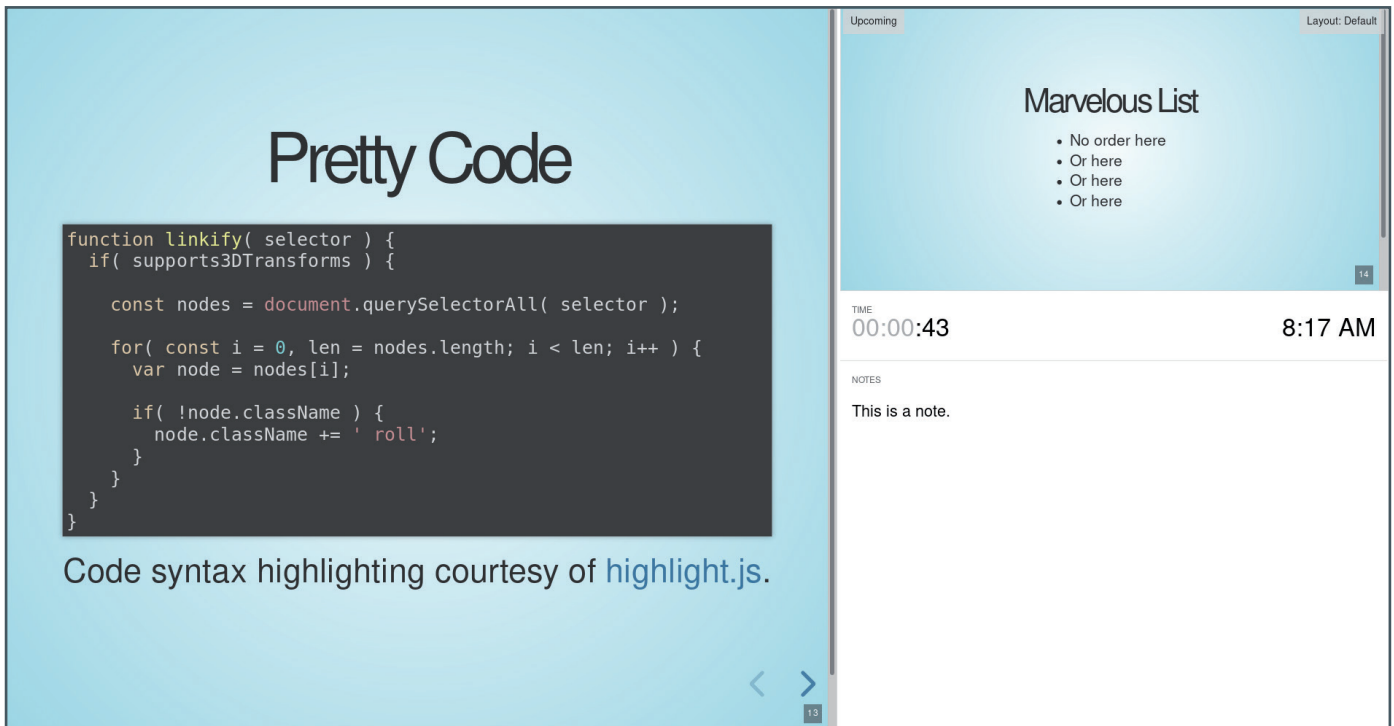 Pretty Code
function linkify( selector ) {
  if( supports3DTransforms ) {
    const nodes = document.querySelectorAll( selector );
    for( const i = 0, len = nodes.length; i < len; i++ ) {
      var node = nodes[i];
      if( !node.className ) {
        node.className += ' roll';
      }
    }
  }
}
Code syntax highlighting courtesy of highlight.js.
13
Upcoming
Layout: Default
Marvelous List
• No order here
• Or here
• Or here
• Or here
14
TIME
00:00:43
8:17 AM
NOTES
This is a note.